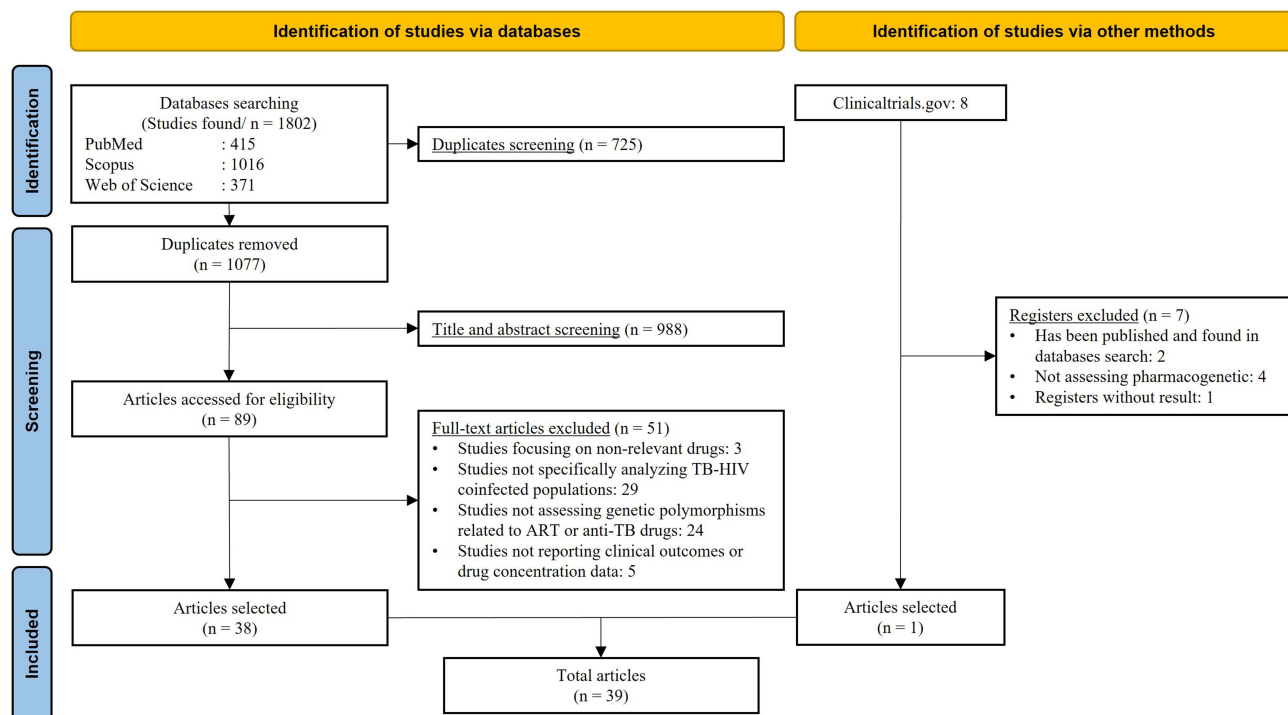 Identification of studies via databases
Identification of studies via other methods
Identification
Databases searching
(Studies found/ n = 1802)
PubMed : 415
Scopus : 1016
Web of Science : 371
Duplicates screening (n = 725)
Clinicaltrials.gov: 8
Screening
Duplicates removed
(n = 1077)
Title and abstract screening (n = 988)
Registers excluded (n = 7)
• Has been published and found in
databases search: 2
• Not assessing pharmacogenetic: 4
• Registers without result: 1
Articles accessed for eligibility
(n = 89)
Full-text articles excluded (n = 51)
• Studies focusing on non-relevant drugs: 3
• Studies not specifically analyzing TB-HIV
coinfected populations: 29
• Studies not assessing genetic polymorphisms
related to ART or anti-TB drugs: 24
• Studies not reporting clinical outcomes or
drug concentration data: 5
Included
Articles selected
(n = 38)
Articles selected
(n = 1)
Total articles
(n = 39)